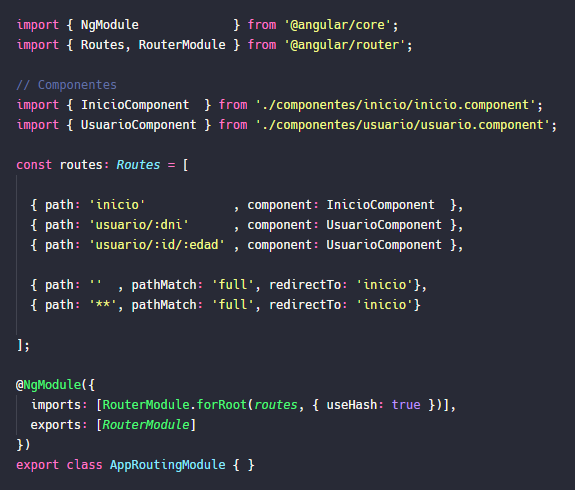 import { NgModule             } from '@angular/core';
import { Routes, RouterModule } from '@angular/router';
// Componentes
import { InicioComponent  } from './componentes/inicio/inicio.component';
import { UsuarioComponent } from './componentes/usuario/usuario.component';
const routes: Routes = [
  { path: 'inicio'            , component: InicioComponent  },
  { path: 'usuario/:dni'      , component: UsuarioComponent },
  { path: 'usuario/:id/:edad' , component: UsuarioComponent },
  { path: ''  , pathMatch: 'full', redirectTo: 'inicio'},
  { path: '**', pathMatch: 'full', redirectTo: 'inicio'}
];
@NgModule({
  imports: [RouterModule.forRoot(routes, { useHash: true })],
  exports: [RouterModule]
})
export class AppRoutingModule { }